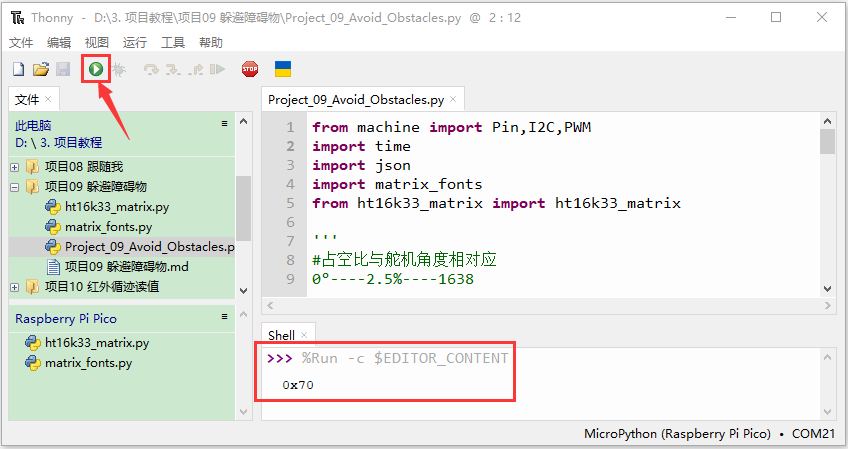 Thonny - D:\3. 项目教程\项目09 躲避障碍物\Project_09_Avoid_Obstacles.py @ 2 : 12
文件 编辑 视图 运行 工具 帮助
STOP
文件 ×
此电脑
D: \ 3. 项目教程
项目08 跟随我
项目09 躲避障碍物
ht16k33_matrix.py
matrix_fonts.py
Project_09_Avoid_Obstacles.p
项目09 躲避障碍物.md
项目10 红外循迹读值
Raspberry Pi Pico
ht16k33_matrix.py
matrix_fonts.py
Project_09_Avoid_Obstacles.py ×
1 from machine import Pin,I2C,PWM
2 import time
3 import json
4 import matrix_fonts
5 from ht16k33_matrix import ht16k33_matrix
6
7 '''
8 #占空比与舵机角度相对应
9 0°----2.5%----1638
Shell ×
>>> %Run -c $EDITOR_CONTENT
0x70
MicroPython (Raspberry Pi Pico) • COM21